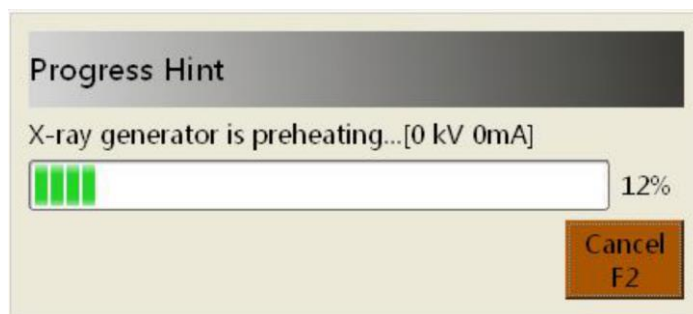 Progress Hint
X-ray generator is preheating...[0 kV 0mA]
12%
Cancel
F2